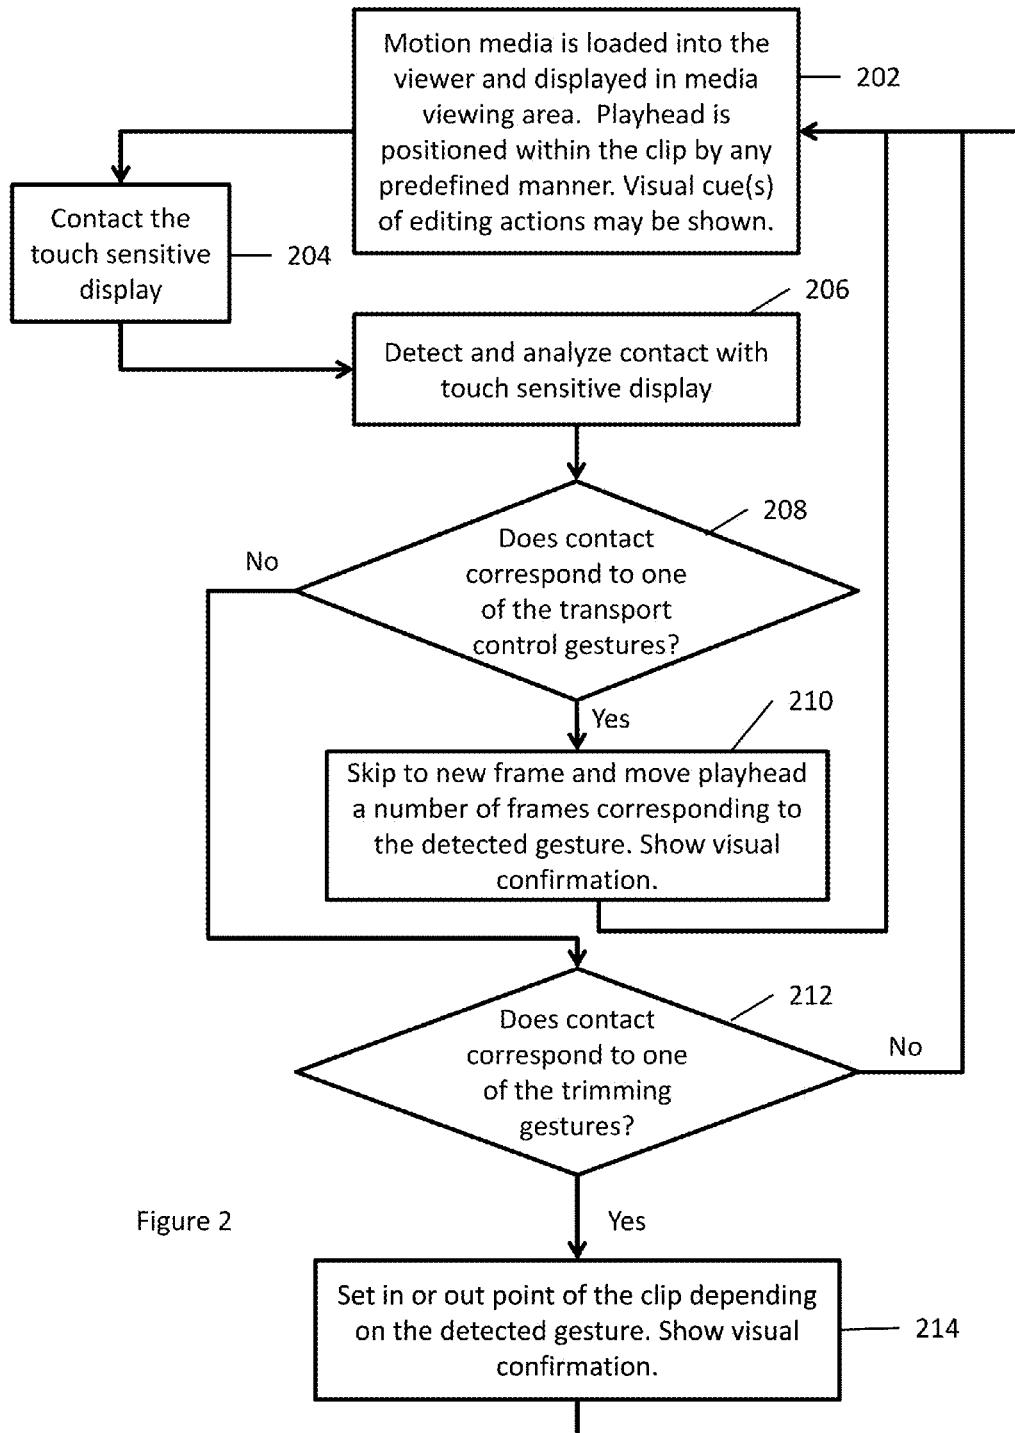 Motion media is loaded into the
viewer and displayed in media
viewing area. Playhead is
positioned within the clip by any
predefined manner. Visual cue(s)
of editing actions may be shown.
202
Contact the
touch sensitive
display
204
206
Detect and analyze contact with
touch sensitive display
208
Does contact
correspond to one
of the transport
control gestures?
No
Yes
210
Skip to new frame and move playhead
a number of frames corresponding to
the detected gesture. Show visual
confirmation.
212
Does contact
correspond to one
of the trimming
gestures?
No
Figure 2
Yes
Set in or out point of the clip depending
on the detected gesture. Show visual
confirmation.
214